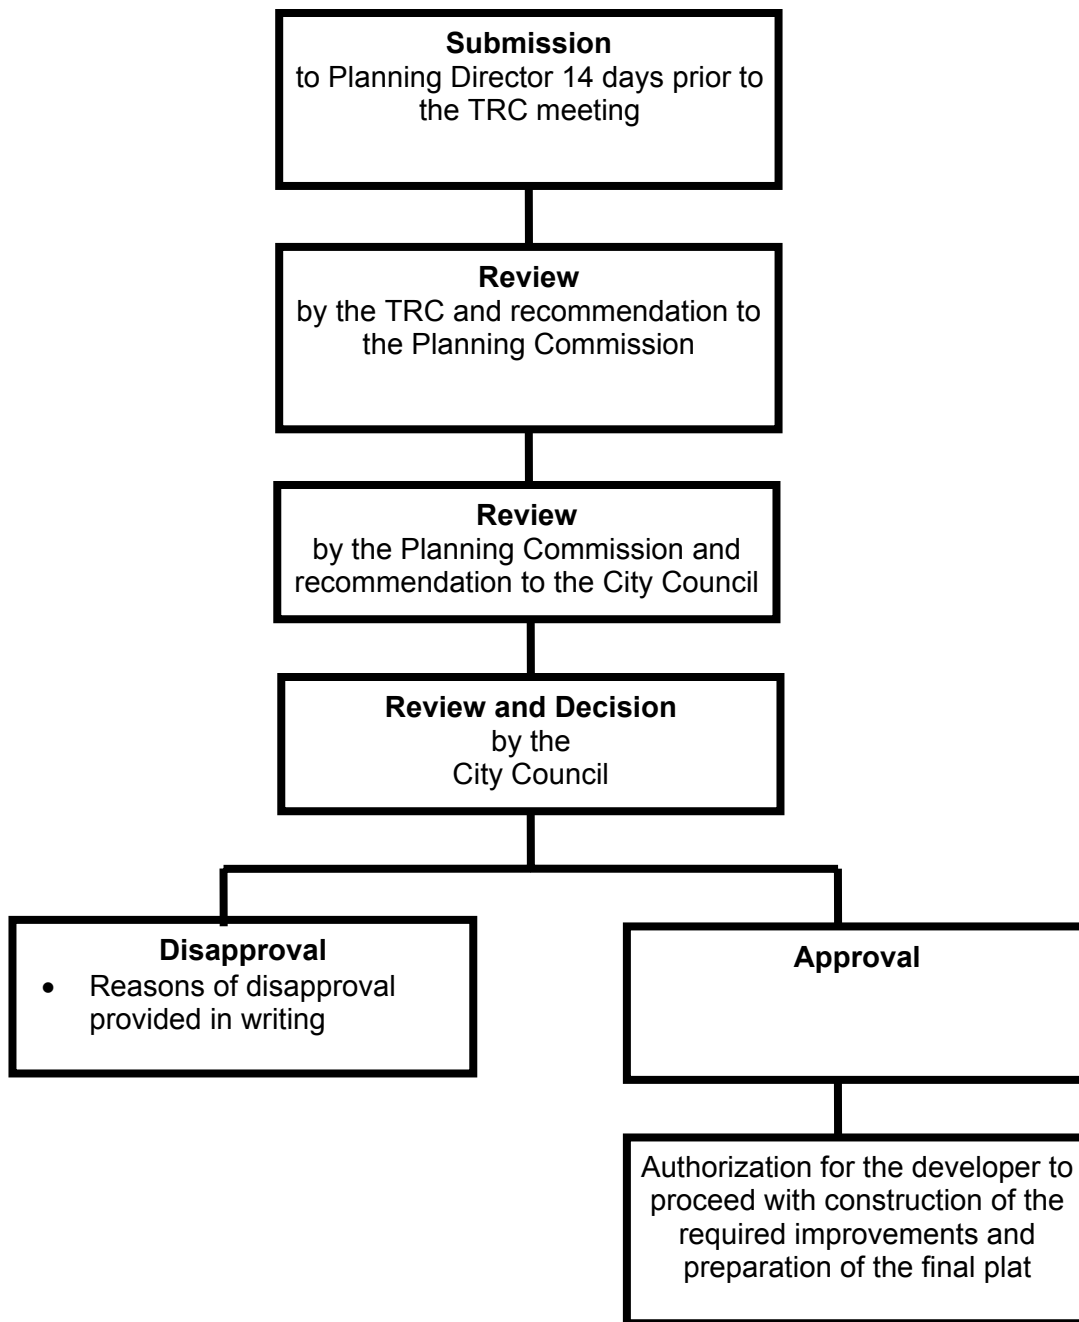 Submission
to Planning Director 14 days prior to
the TRC meeting
Review
by the TRC and recommendation to
the Planning Commission
Review
by the Planning Commission and
recommendation to the City Council
Review and Decision
by the
City Council
Disapproval
• Reasons of disapproval
provided in writing
Approval
Authorization for the developer to
proceed with construction of the
required improvements and
preparation of the final plat